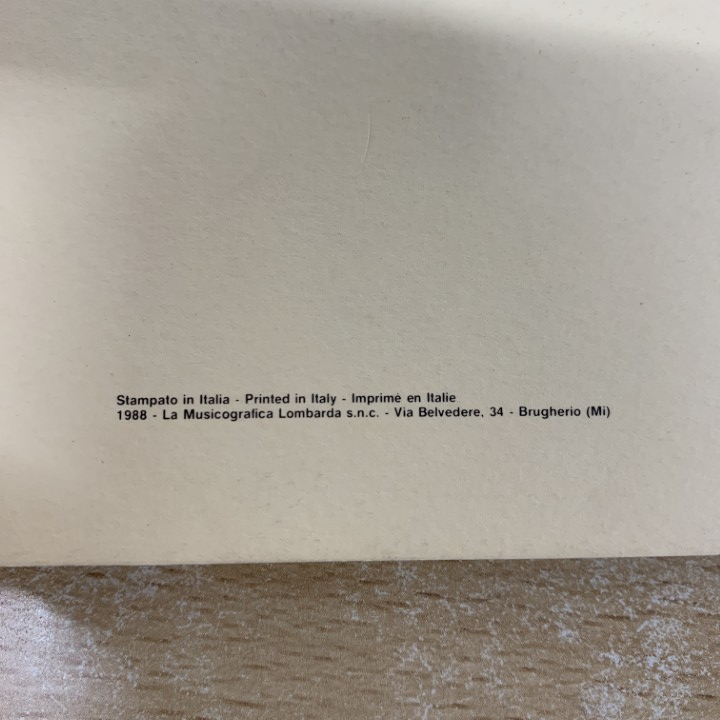 Stampato in Italia - Printed in Italy - Imprimé en Italie
1988 - La Musicografica Lombarda s.n.c. - Via Belvedere, 34 - Brugherio (Mi)